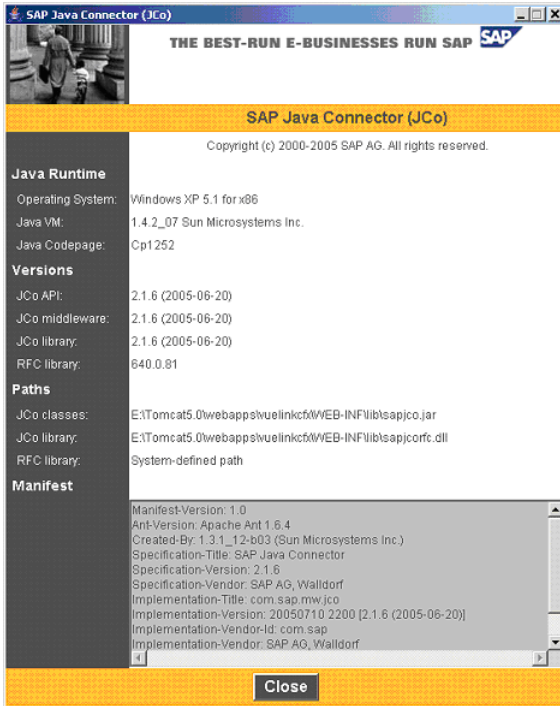 SAP Java Connector (JCo)
THE BEST-RUN E-BUSINESSES RUN SAP SAP
SAP Java Connector (JCo)
Copyright (c) 2000-2005 SAP AG. All rights reserved.
Java Runtime
Operating System: Windows XP 5.1 for x86
Java VM: 1.4.2_07 Sun Microsystems Inc.
Java Codepage: Cp1252
Versions
JCo API: 2.1.6 (2005-06-20)
JCo middleware: 2.1.6 (2005-06-20)
JCo library: 2.1.6 (2005-06-20)
RFC library: 640.0.81
Paths
JCo classes: E:\Tomcat5.0\webapps\vuelinkcfx\WEB-INF\lib\sapjco.jar
JCo library: E:\Tomcat5.0\webapps\vuelinkcfx\WEB-INF\lib\sapjcorfc.dll
RFC library: System-defined path
Manifest
Manifest-Version: 1.0
Ant-Version: Apache Ant 1.6.4
Created-By: 1.3.1_12-b03 (Sun Microsystems Inc.)
Specification-Title: SAP Java Connector
Specification-Version: 2.1.6
Specification-Vendor: SAP AG, Walldorf
Implementation-Title: com.sap.mw.jco
Implementation-Version: 20050710 2200 [2.1.6 (2005-06-20)]
Implementation-Vendor-Id: com.sap
Implementation-Vendor: SAP AG, Walldorf
Close